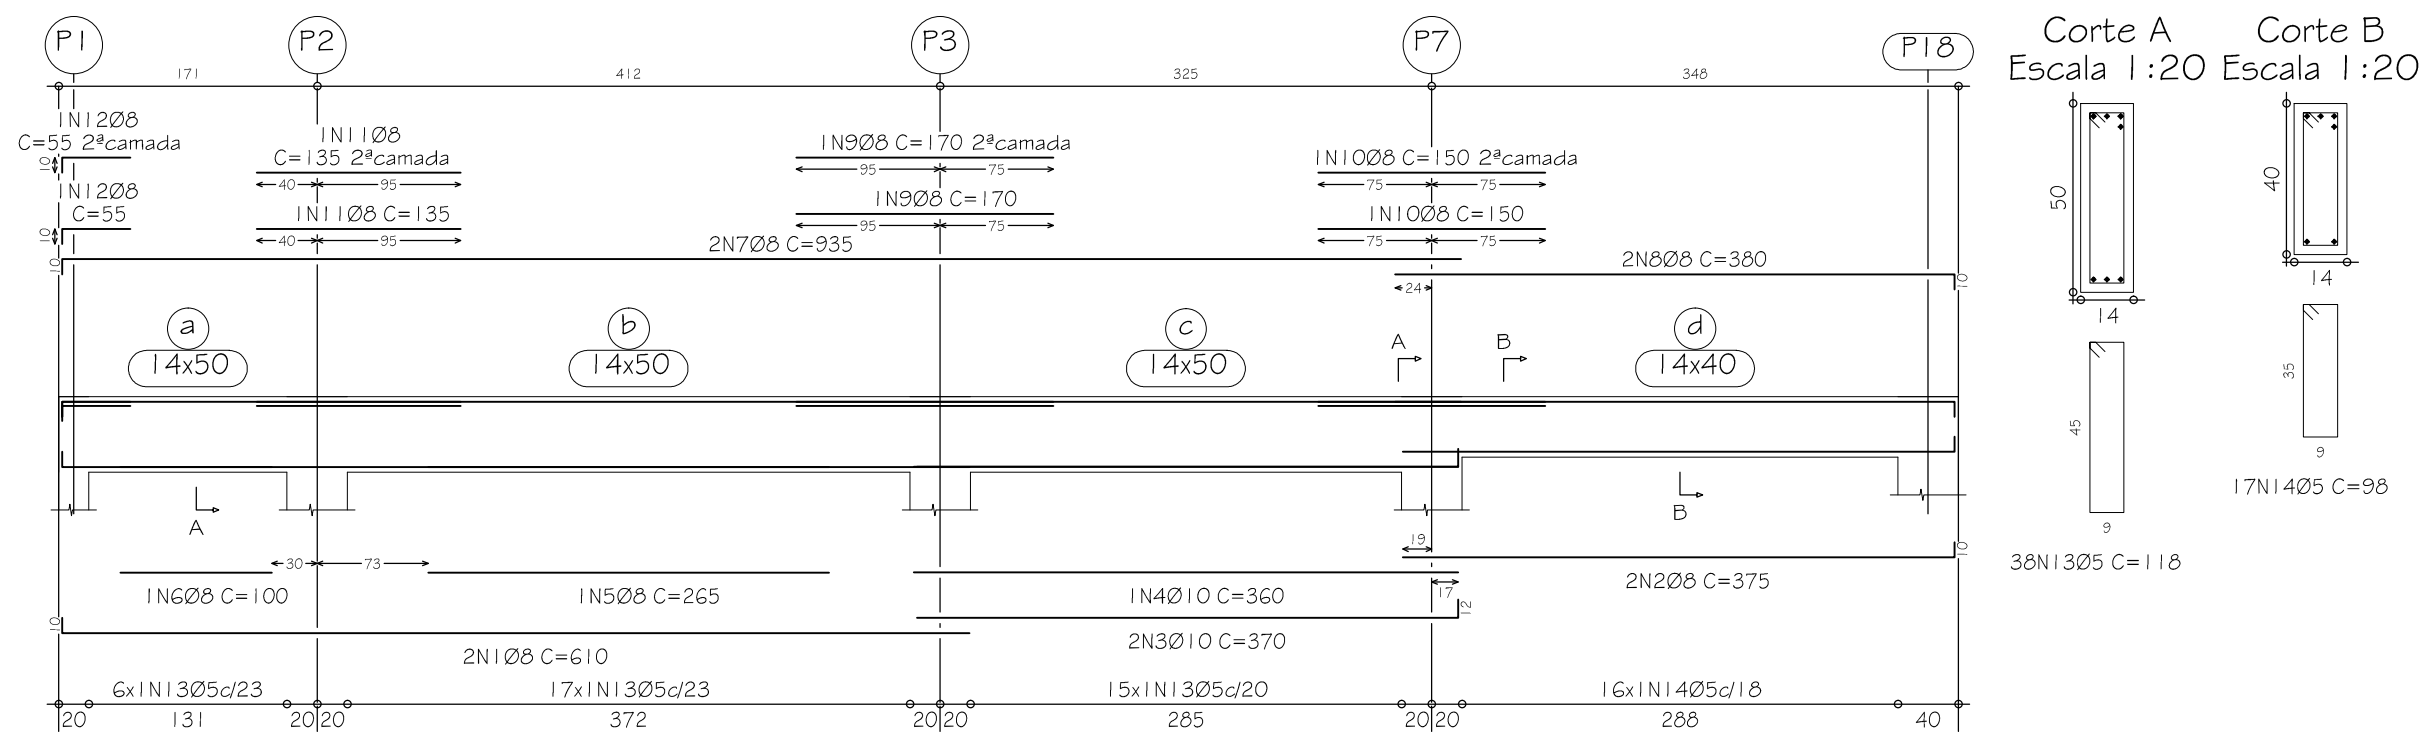 P1 P2 P3 P7 P18
171 412 325 348
1N12Ø8
C=55 2ªcamada
10
1N11Ø8
C=135 2ªcamada
40 95
1N9Ø8 C=170 2ªcamada
95 75
1N10Ø8 C=150 2ªcamada
75 75
1N12Ø8
C=55
10
1N11Ø8 C=135
40 95
1N9Ø8 C=170
95 75
1N10Ø8 C=150
75 75
2N7Ø8 C=935
10
2N8Ø8 C=380
24
10
a b c d
14x50 14x50 14x50 14x40
A B
A B
30 73
19
10
1N6Ø8 C=100
1N5Ø8 C=265
1N4Ø10 C=360
17
2N2Ø8 C=375
10
12
2N3Ø10 C=370
2N1Ø8 C=610
6x1N13Ø5c/23 17x1N13Ø5c/23 15x1N13Ø5c/20 16x1N14Ø5c/18
20 131 20 20 372 20 20 285 20 20 288 40
Corte A
Escala 1:20
50
14
45
9
38N13Ø5 C=118
Corte B
Escala 1:20
40
14
35
9
17N14Ø5 C=98